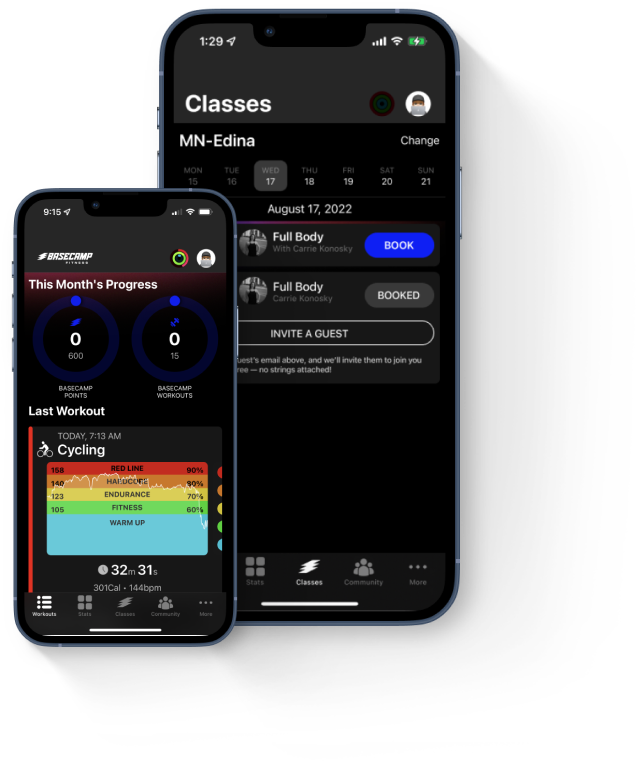 1:29
Classes
MN-Edina
Change
MON TUE WED THU FRI SAT SUN
15 16 17 18 19 20 21
August 17, 2022
Full Body
With Carrie Konosky
BOOK
Full Body
Carrie Konosky
BOOKED
INVITE A GUEST
uest's email above, and we'll invite them to join you
ree — no strings attached!
Stats Classes Community More
9:15
BASECAMP
FITNESS
This Month's Progress
0 0
600 15
BASECAMP BASECAMP
POINTS WORKOUTS
Last Workout
TODAY, 7:13 AM
Cycling
158 RED LINE 90%
140 HARDCORE 80%
123 ENDURANCE 70%
105 FITNESS 60%
WARM UP
32m 31s
301Cal • 144bpm
Workouts Stats Classes Community More